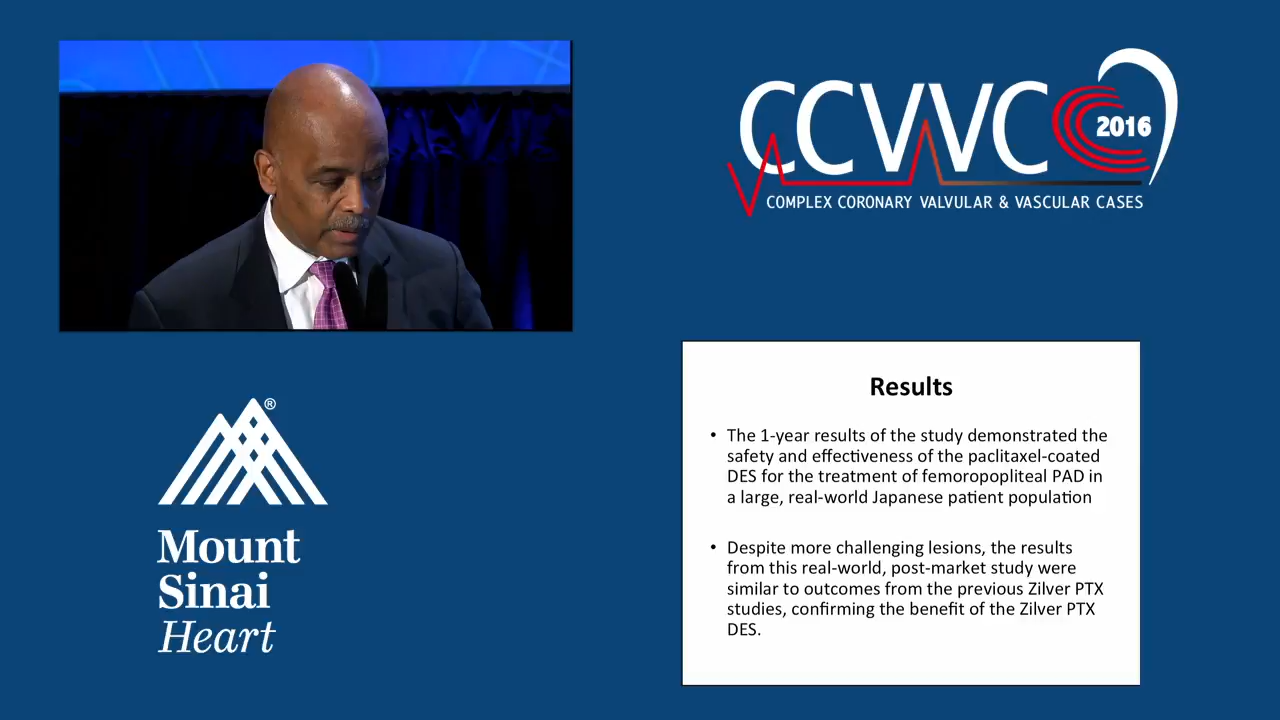 CCVVC
2016
COMPLEX CORONARY VALVULAR & VASCULAR CASES
Mount
Sinai
Heart
®
Results
• The 1-year results of the study demonstrated the
safety and effectiveness of the paclitaxel-coated
DES for the treatment of femoropopliteal PAD in
a large, real-world Japanese patient population
• Despite more challenging lesions, the results
from this real-world, post-market study were
similar to outcomes from the previous Zilver PTX
studies, confirming the benefit of the Zilver PTX
DES.